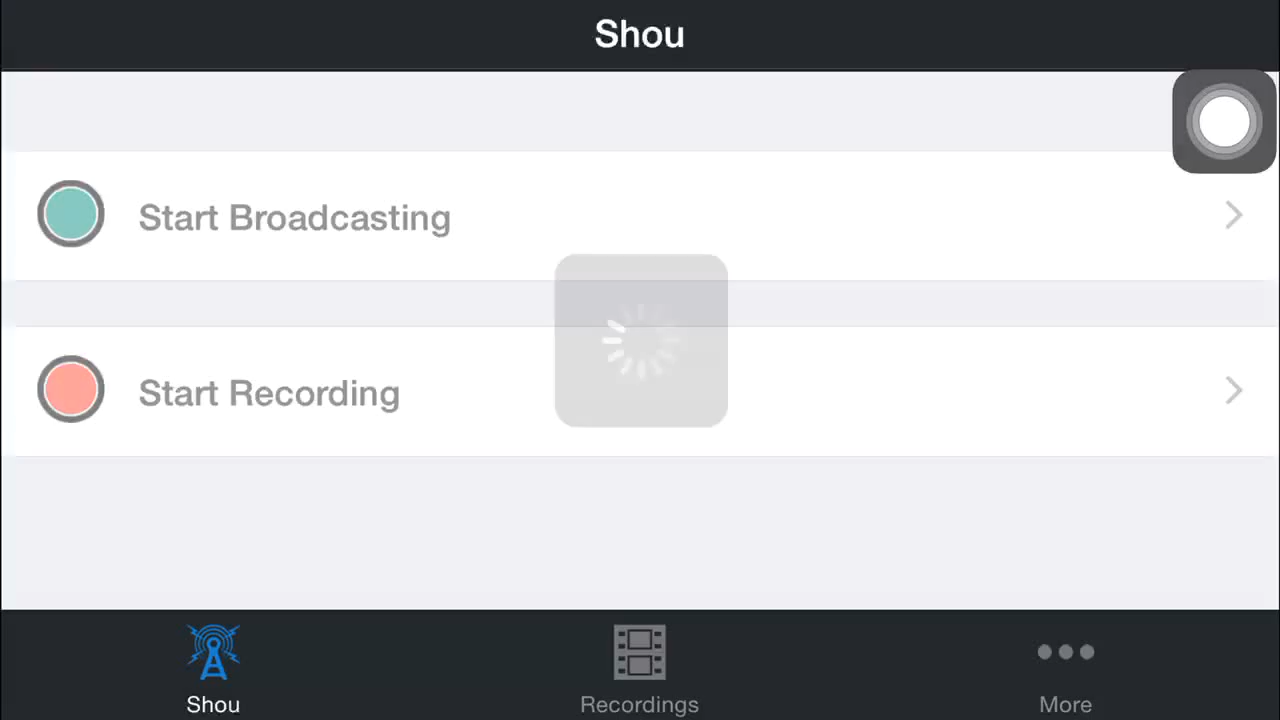 Shou
Start Broadcasting
Start Recording
Shou
Recordings
More